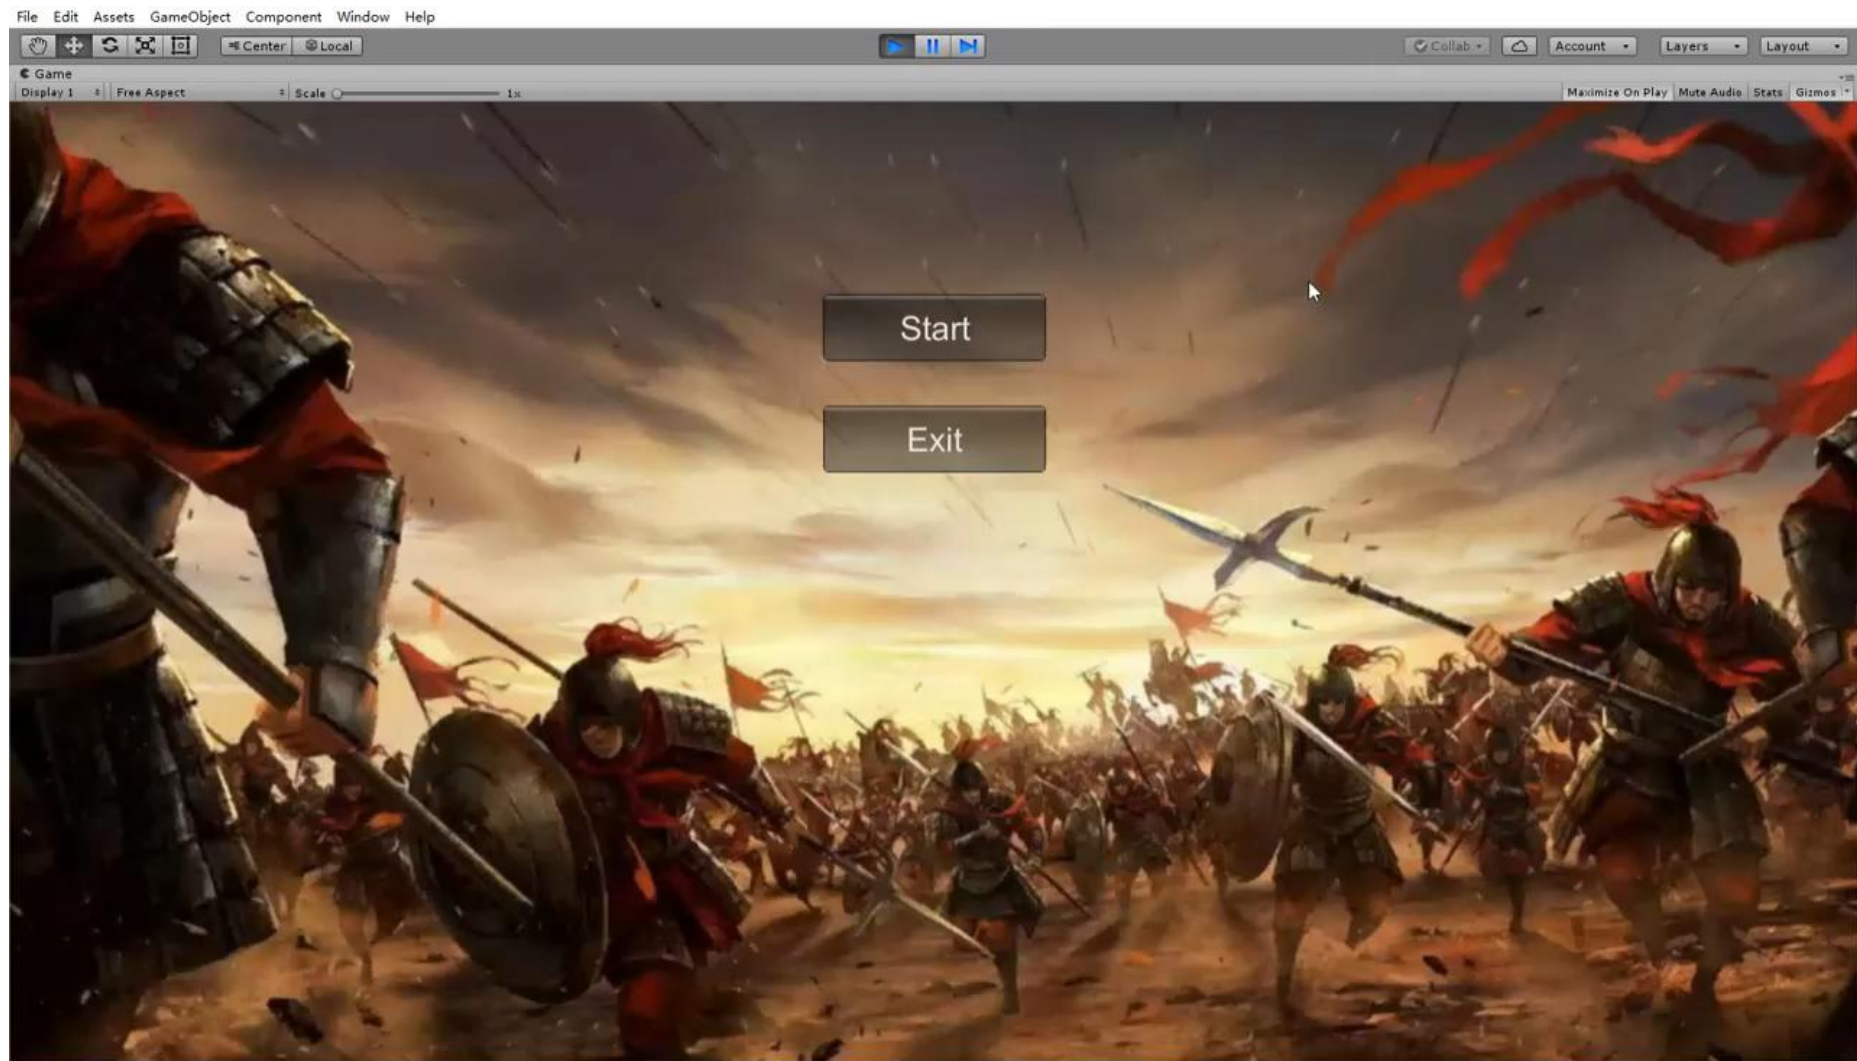 File Edit Assets GameObject Component Window Help
Center Local Collab Account Layers Layout
Game
Display 1 Free Aspect Scale 1x Maximize On Play Mute Audio Stats Gizmos
Start
Exit